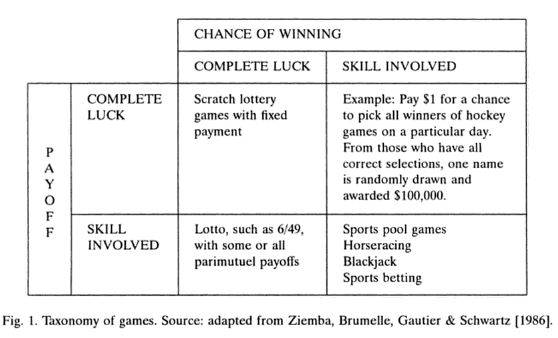 CHANCE OF WINNING
COMPLETE LUCK
SKILL INVOLVED
PAYOFF
COMPLETE
LUCK
Scratch lottery
games with fixed
payment
Example: Pay $1 for a chance
to pick all winners of hockey
games on a particular day.
From those who have all
correct selections, one name
is randomly drawn and
awarded $100,000.
SKILL
INVOLVED
Lotto, such as 6/49,
with some or all
parimutuel payoffs
Sports pool games
Horseracing
Blackjack
Sports betting
Fig. 1. Taxonomy of games. Source: adapted from Ziemba, Brumelle, Gautier & Schwartz [1986].